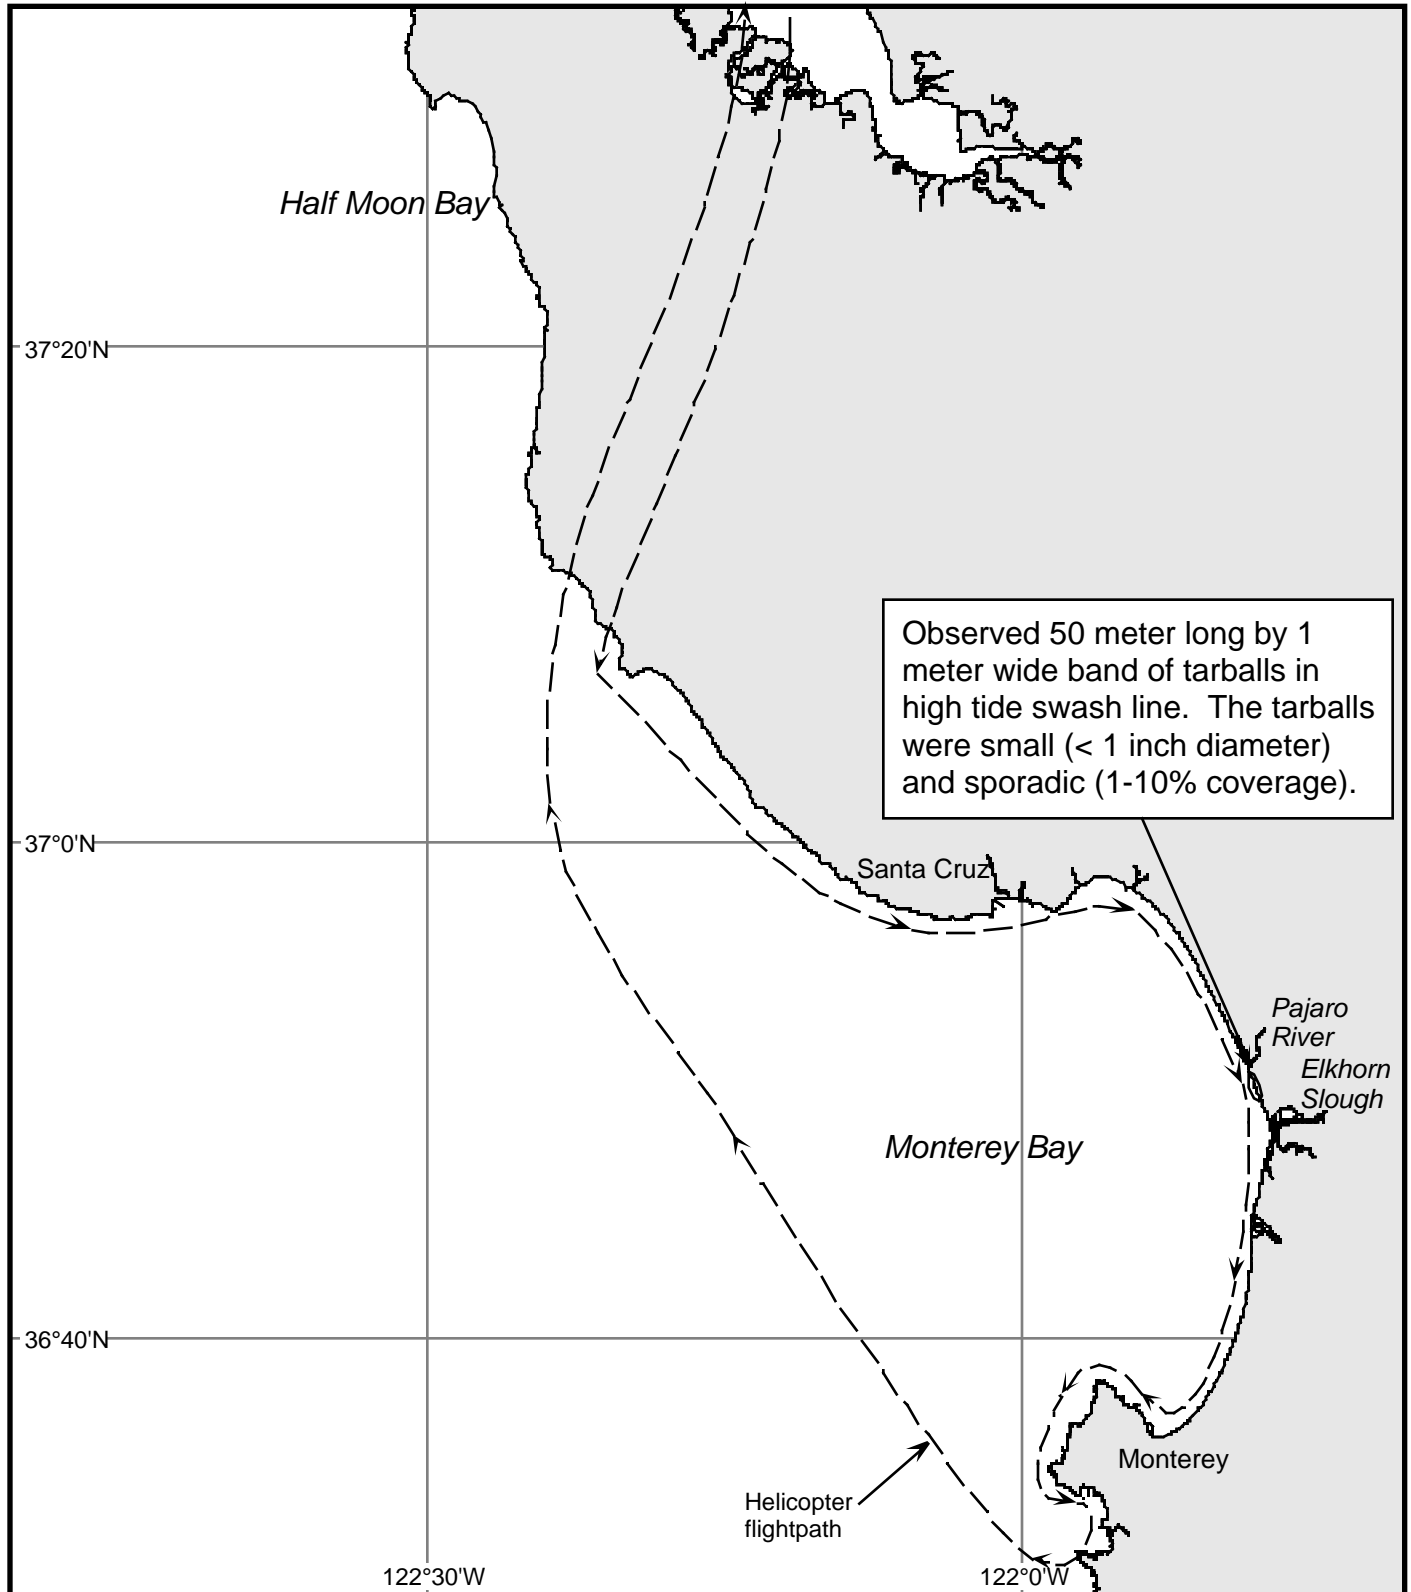 Half Moon Bay
37°20'N
Observed 50 meter long by 1
meter wide band of tarballs in
high tide swash line.  The tarballs
were small (< 1 inch diameter)
and sporadic (1-10% coverage).
37°0'N
Santa Cruz
Pajaro
River
Elkhorn
Slough
Monterey Bay
36°40'N
Monterey
Helicopter
flightpath
122°30'W
122°0'W